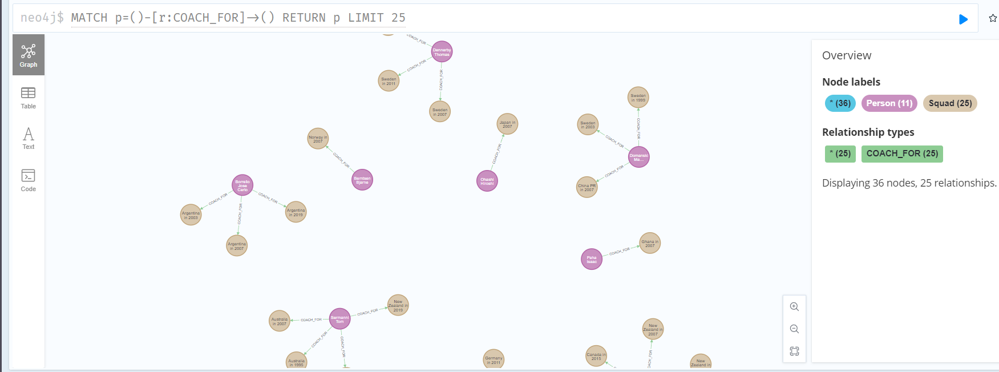 neo4j$ MATCH p=()-[r:COACH_FOR]→() RETURN p LIMIT 25
Graph
Table
Text
Code
COACH_FOR
Dennerby
Thomas
COACH_FOR
Sweden
in 2011
COACH_FOR
Sweden
in 2007
Norway in
2007
COACH_FOR
Berntsen
Bjarne
Japan in
2007
COACH_FOR
Ohashi
Hiroshi
Sweden
in 1999
Sweden
in 2003
COACH_FOR
COACH_FOR
Domanski
Ma...
COACH_FOR
China PR
in 2007
Borrello
Jose
Carlo
COACH_FOR
COACH_FOR
COACH_FOR
Argentina
in 2003
Argentina
in 2019
Argentina
in 2007
Ghana in
2007
COACH_FOR
Paha
Isaac
New
Zealand in
2019
COACH_FOR
Sermanni
Tom
COACH_FOR
Australia
in 2007
COACH_FOR
COACH_FOR
Australia
in 1995
Germany
in 2011
Canada in
2015
New
Zealand in
2007
New
Zealand in
Overview
Node labels
* (36) Person (11) Squad (25)
Relationship types
* (25) COACH_FOR (25)
Displaying 36 nodes, 25 relationships.